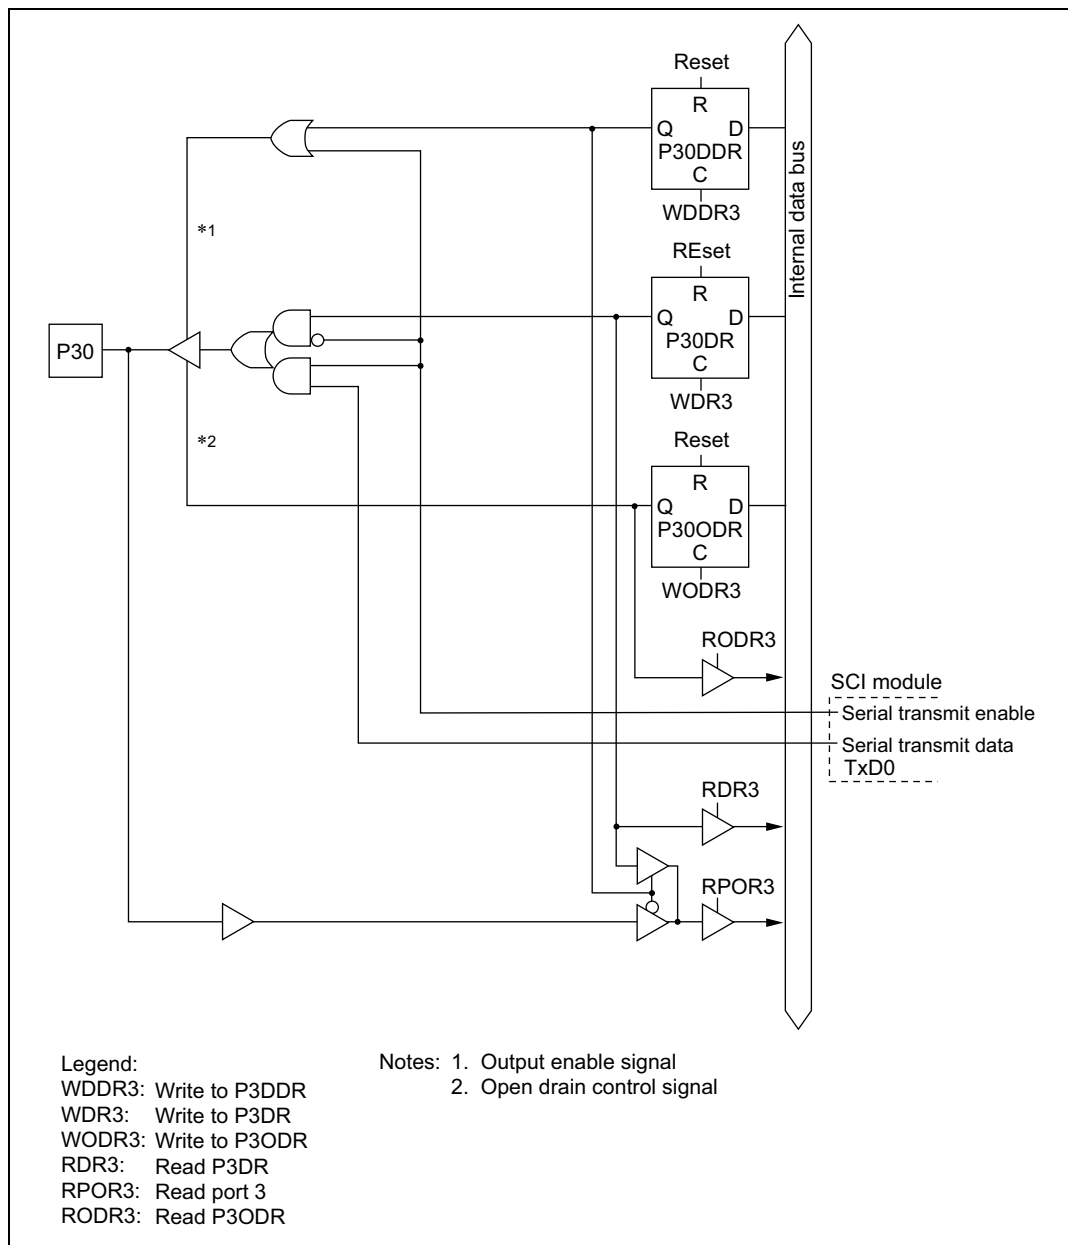 Reset
R
Q D
P30DDR
C
WDDR3
Internal data bus
*1
REset
R
Q D
P30DR
C
WDR3
P30
*2
Reset
R
Q D
P30ODR
C
WODR3
RODR3
SCI module
Serial transmit enable
Serial transmit data
TxD0
RDR3
RPOR3
Legend:
WDDR3: Write to P3DDR
WDR3: Write to P3DR
WODR3: Write to P3ODR
RDR3: Read P3DR
RPOR3: Read port 3
RODR3: Read P3ODR
Notes: 1. Output enable signal
2. Open drain control signal